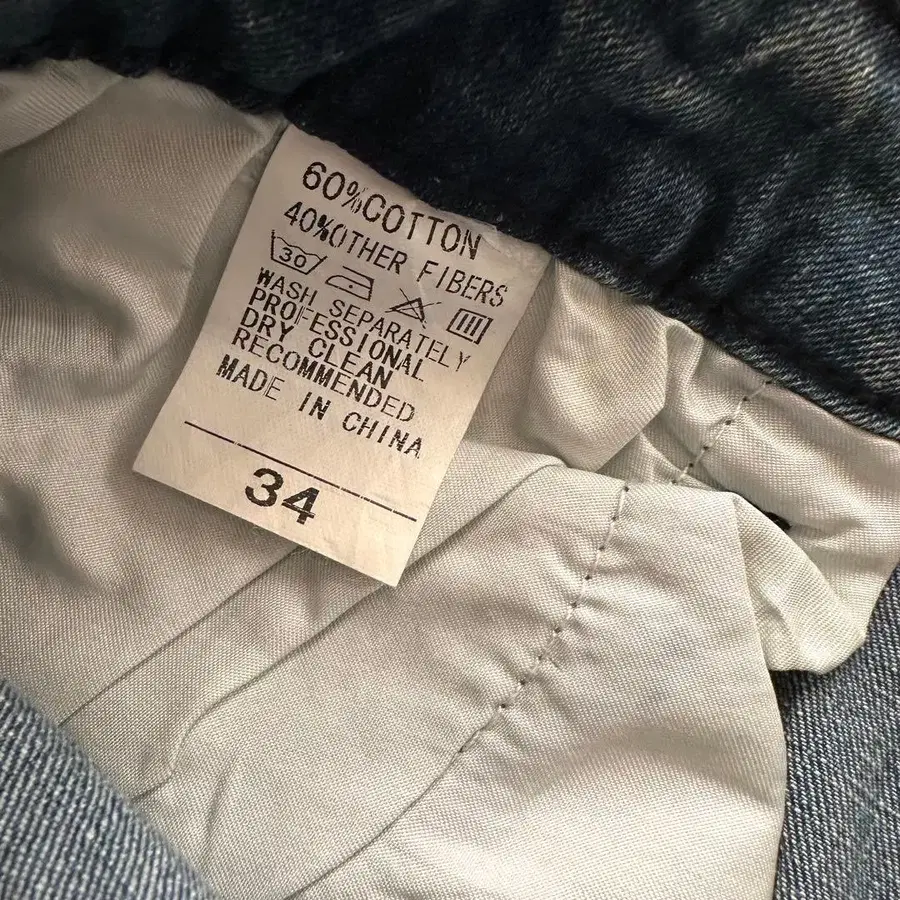 60%COTTON
40%OTHER FIBERS
30
WASH SEPARATELY
PROFESSIONAL
DRY CLEAN
RECOMMENDED
MADE IN CHINA
34